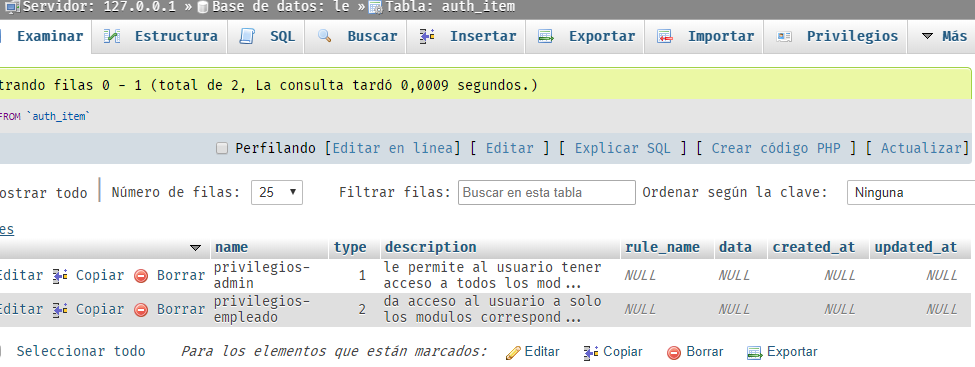 Servidor: 127.0.0.1 » Base de datos: le » Tabla: auth_item
Examinar Estructura SQL Buscar Insertar Exportar Importar Privilegios Más
trando filas 0 - 1 (total de 2, La consulta tardó 0,0009 segundos.)
FROM `auth_item`
Perfilando [Editar en línea] [ Editar ] [ Explicar SQL ] [ Crear código PHP ] [ Actualizar]
ostrar todo | Número de filas: 25 Filtrar filas: Buscar en esta tabla Ordenar según la clave: Ninguna
es
name type description rule_name data created_at updated_at
Editar Copiar Borrar privilegios-admin 1 le permite al usuario tener acceso a todos los mod... NULL NULL NULL NULL
Editar Copiar Borrar privilegios-empleado 2 da acceso al usuario a solo los modulos correspond... NULL NULL NULL NULL
Seleccionar todo Para los elementos que están marcados: Editar Copiar Borrar Exportar